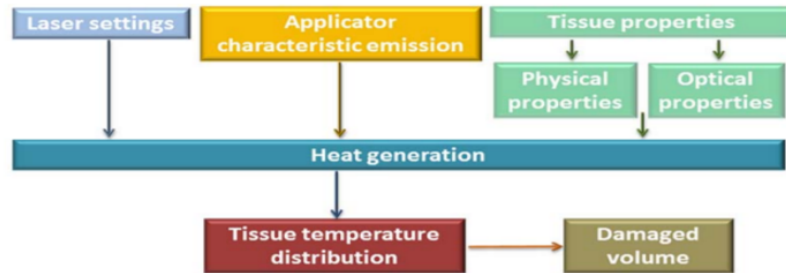 Laser settings
Applicator
characteristic emission
Tissue properties
Physical
properties
Optical
properties
Heat generation
Tissue temperature
distribution
Damaged
volume